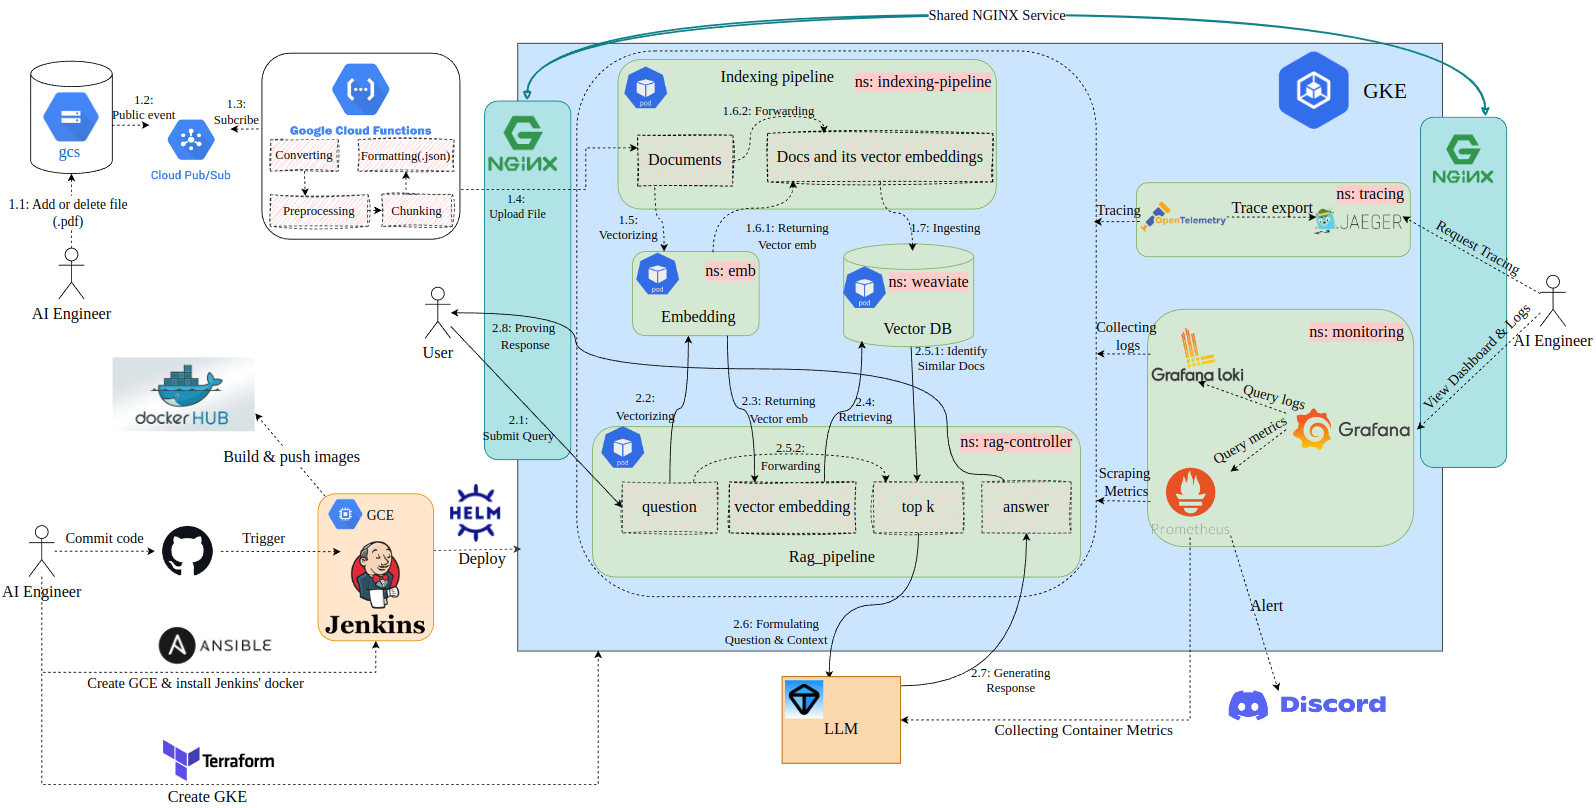 Shared NGINX Service
gcs
1.1: Add or delete file
(.pdf)
AI Engineer
1.2:
Public event
Cloud Pub/Sub
1.3:
Subcribe
Google Cloud Functions
Converting
Formatting(.json)
Preprocessing
Chunking
NGINX
1.4:
Upload File
GKE
pod
Indexing pipeline
ns: indexing-pipeline
1.6.2: Forwarding
Documents
Docs and its vector embeddings
1.5:
Vectorizing
1.6.1: Returning
Vector emb
1.7: Ingesting
pod
ns: emb
Embedding
pod
ns: weaviate
Vector DB
User
2.8: Proving
Response
2.1:
Submit Query
2.2:
Vectorizing
2.3: Returning
Vector emb
2.4:
Retrieving
2.5.1: Identify
Similar Docs
pod
ns: rag-controller
2.5.2:
Forwarding
question
vector embedding
top k
answer
Rag_pipeline
2.6: Formulating
Question & Context
2.7: Generating
Response
LLM
NGINX
Tracing
ns: tracing
OpenTelemetry
Trace export
JAEGER
Request Tracing
AI Engineer
View Dashboard & Logs
Collecting
logs
ns: monitoring
Grafana loki
Query logs
Grafana
Query metrics
Scraping
Metrics
Prometheus
Alert
Discord
Collecting Container Metrics
docker HUB
Build & push images
GCE
Jenkins
HELM
Deploy
AI Engineer
Commit code
Trigger
ANSIBLE
Create GCE & install Jenkins' docker
Terraform
Create GKE